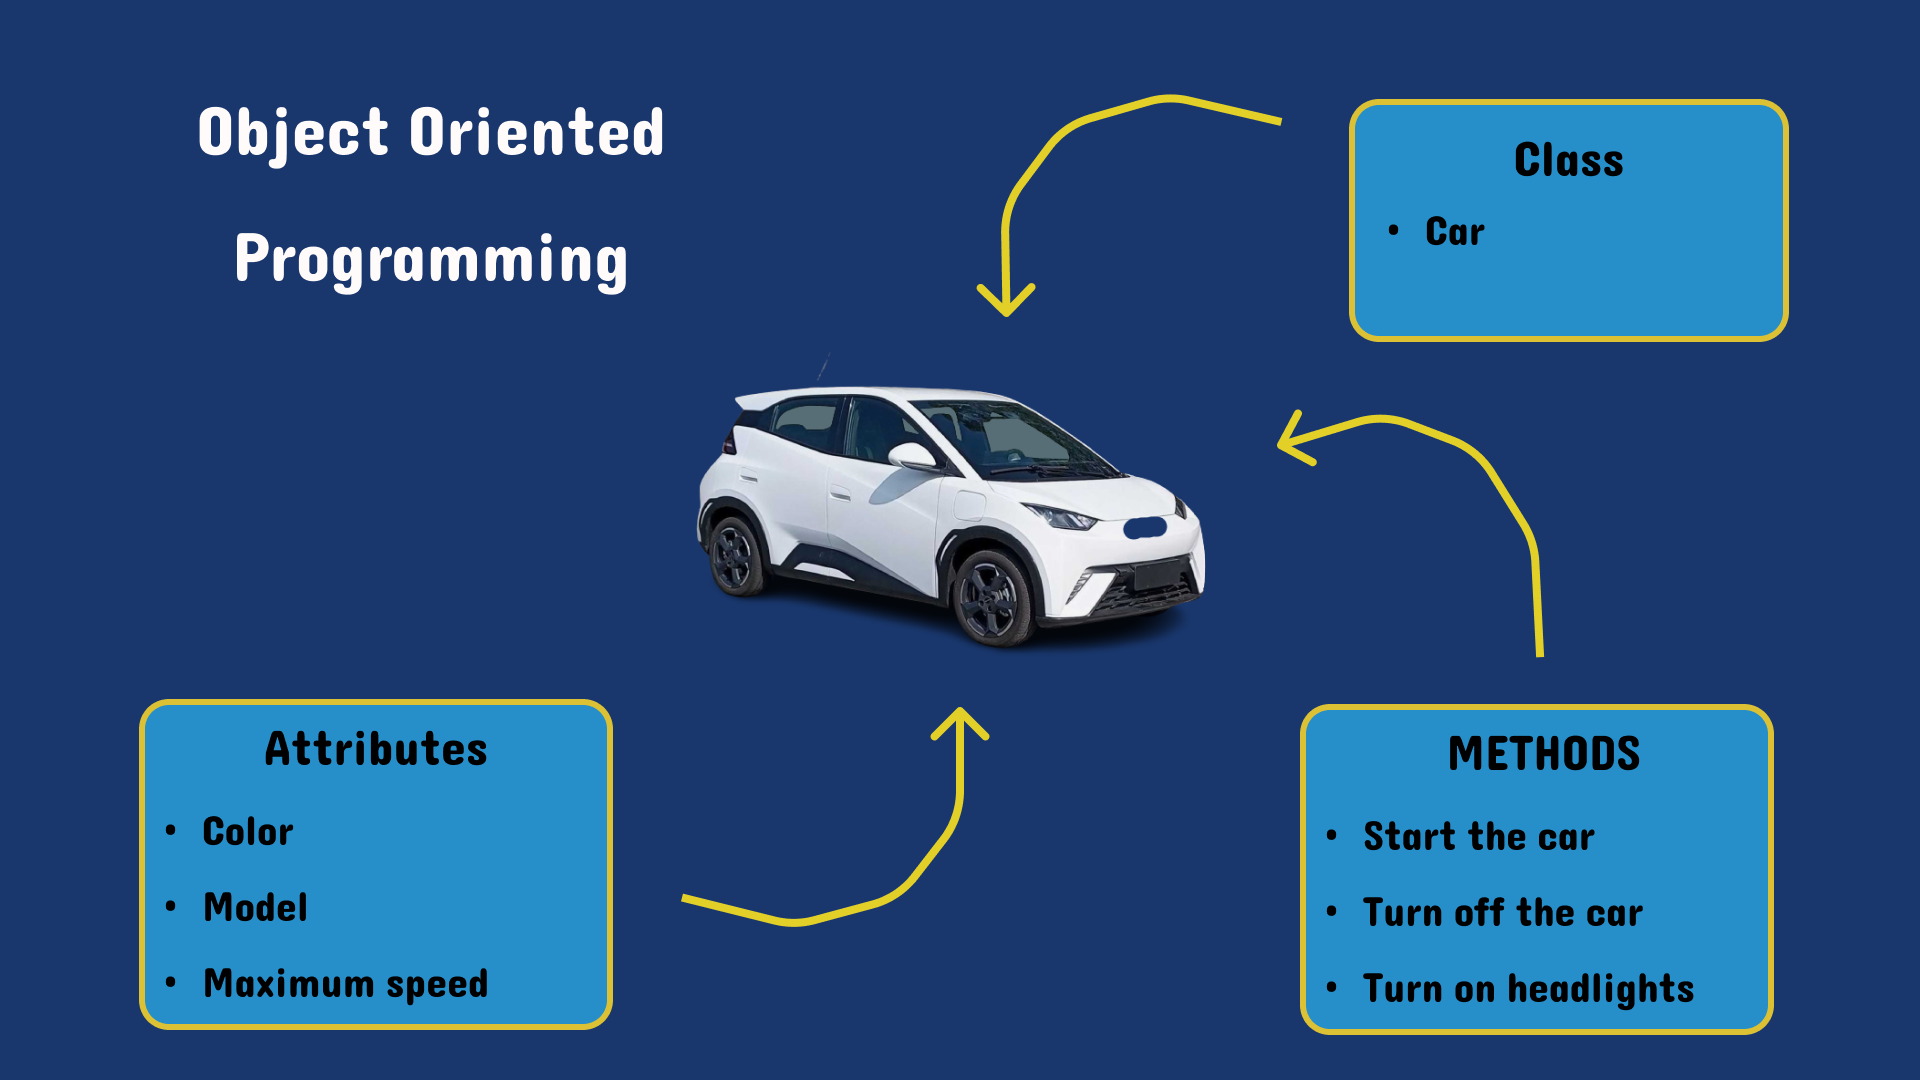 Object Oriented
Programming
Class
• Car
Attributes
• Color
• Model
• Maximum speed
METHODS
• Start the car
• Turn off the car
• Turn on headlights